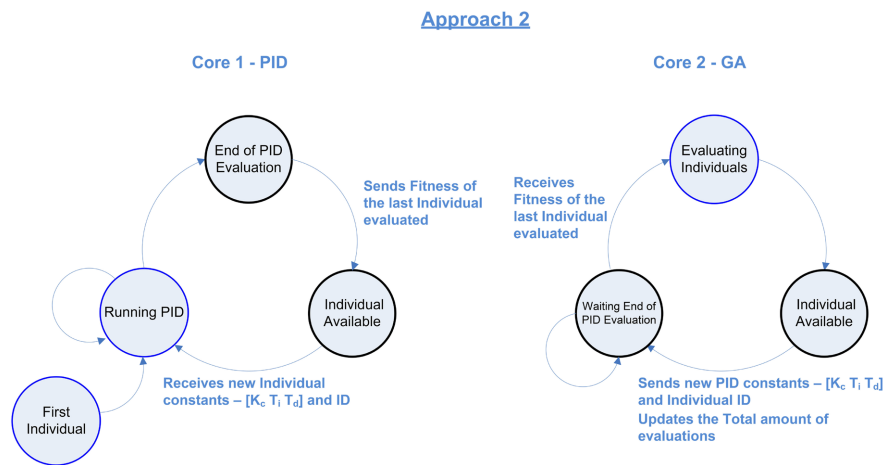 Approach 2
Core 1 - PID
End of PID
Evaluation
Sends Fitness of
the last Individual
evaluated
Running PID
Individual
Available
Receives new Individual
constants – [Kc Ti Td] and ID
First
Individual
Core 2 - GA
Evaluating
Individuals
Receives
Fitness of the
last Individual
evaluated
Waiting End of
PID Evaluation
Individual
Available
Sends new PID constants – [Kc Ti Td]
and Individual ID
Updates the Total amount of
evaluations